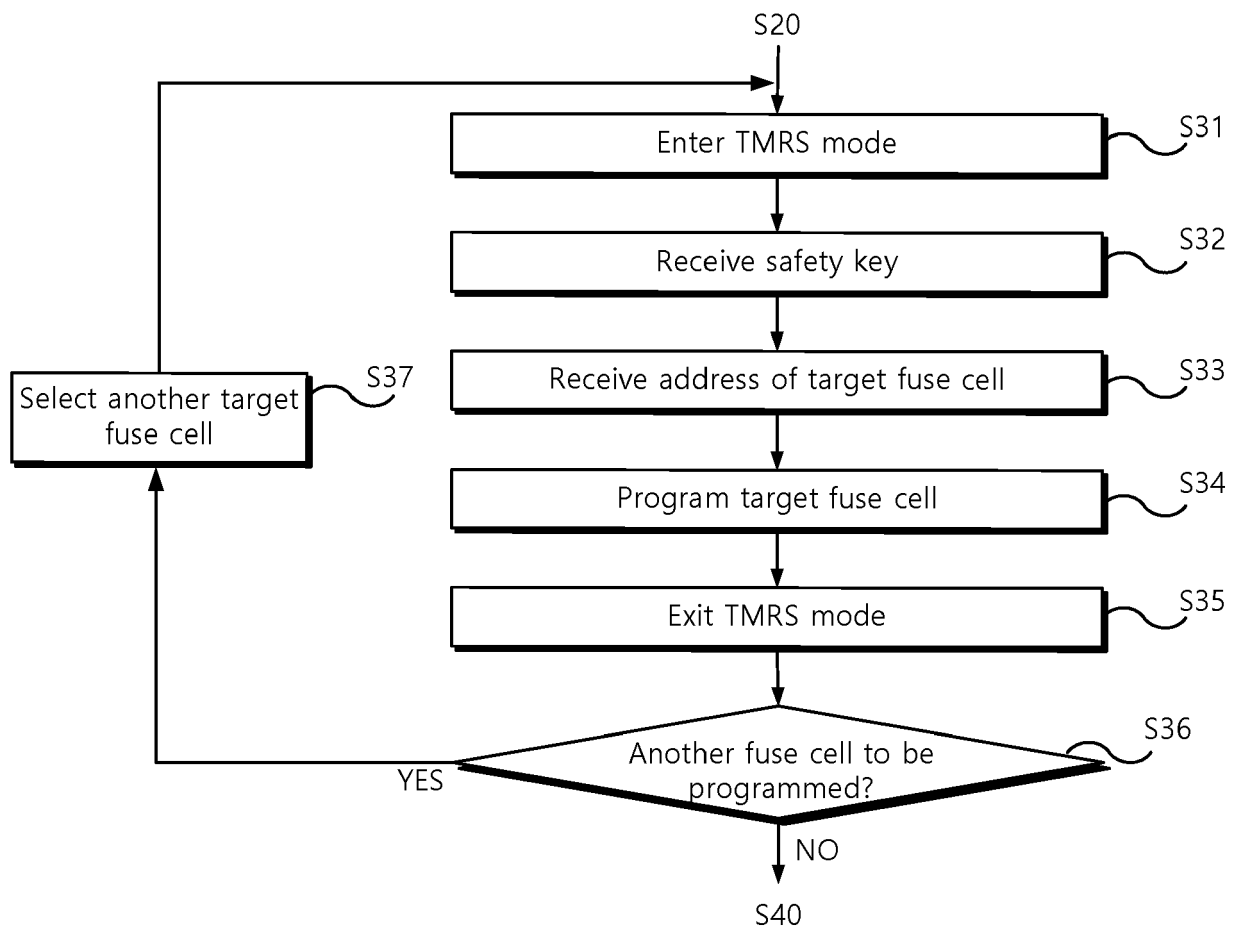 S20
Enter TMRS mode
S31
Receive safety key
S32
Receive address of target fuse cell
S33
Select another target
fuse cell
S37
Program target fuse cell
S34
Exit TMRS mode
S35
Another fuse cell to be
programmed?
S36
YES
NO
S40